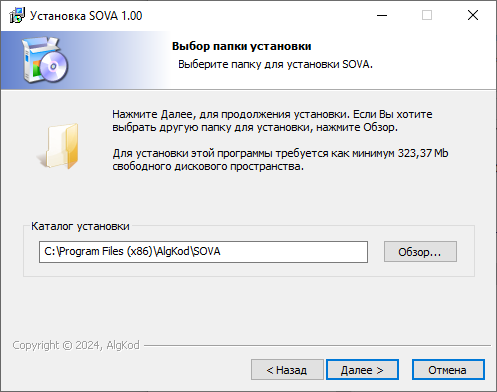 Установка SOVA 1.00
Выбор папки установки
Выберите папку для установки SOVA.
Нажмите Далее, для продолжения установки. Если Вы хотите
выбрать другую папку для установки, нажмите Обзор.
Для установки этой программы требуется как минимум 323,37 Mb
свободного дискового пространства.
Каталог установки
C:\Program Files (x86)\AlgKod\SOVA
Обзор...
Copyright © 2024, AlgKod
< Назад
Далее >
Отмена